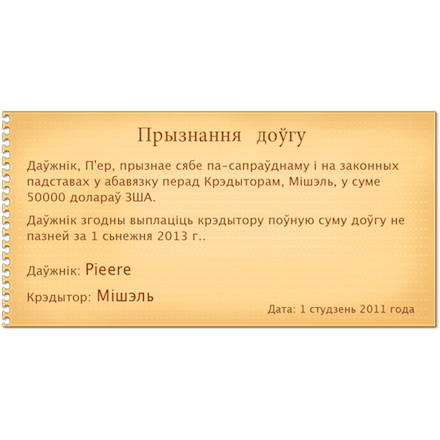 Прызнання доўгу
Даўжнік, П'ер, прызнае сябе па-сапраўднаму і на законных
падставах у абавязку перад Крэдыторам, Мішэль, у суме
50000 долараў ЗША.
Даўжнік згодны выплаціць крэдытору поўную суму доўгу не
пазней за 1 сьнежня 2013 г..
Даўжнік: Pieere
Крэдытор: Мішэль
Дата: 1 студзень 2011 года